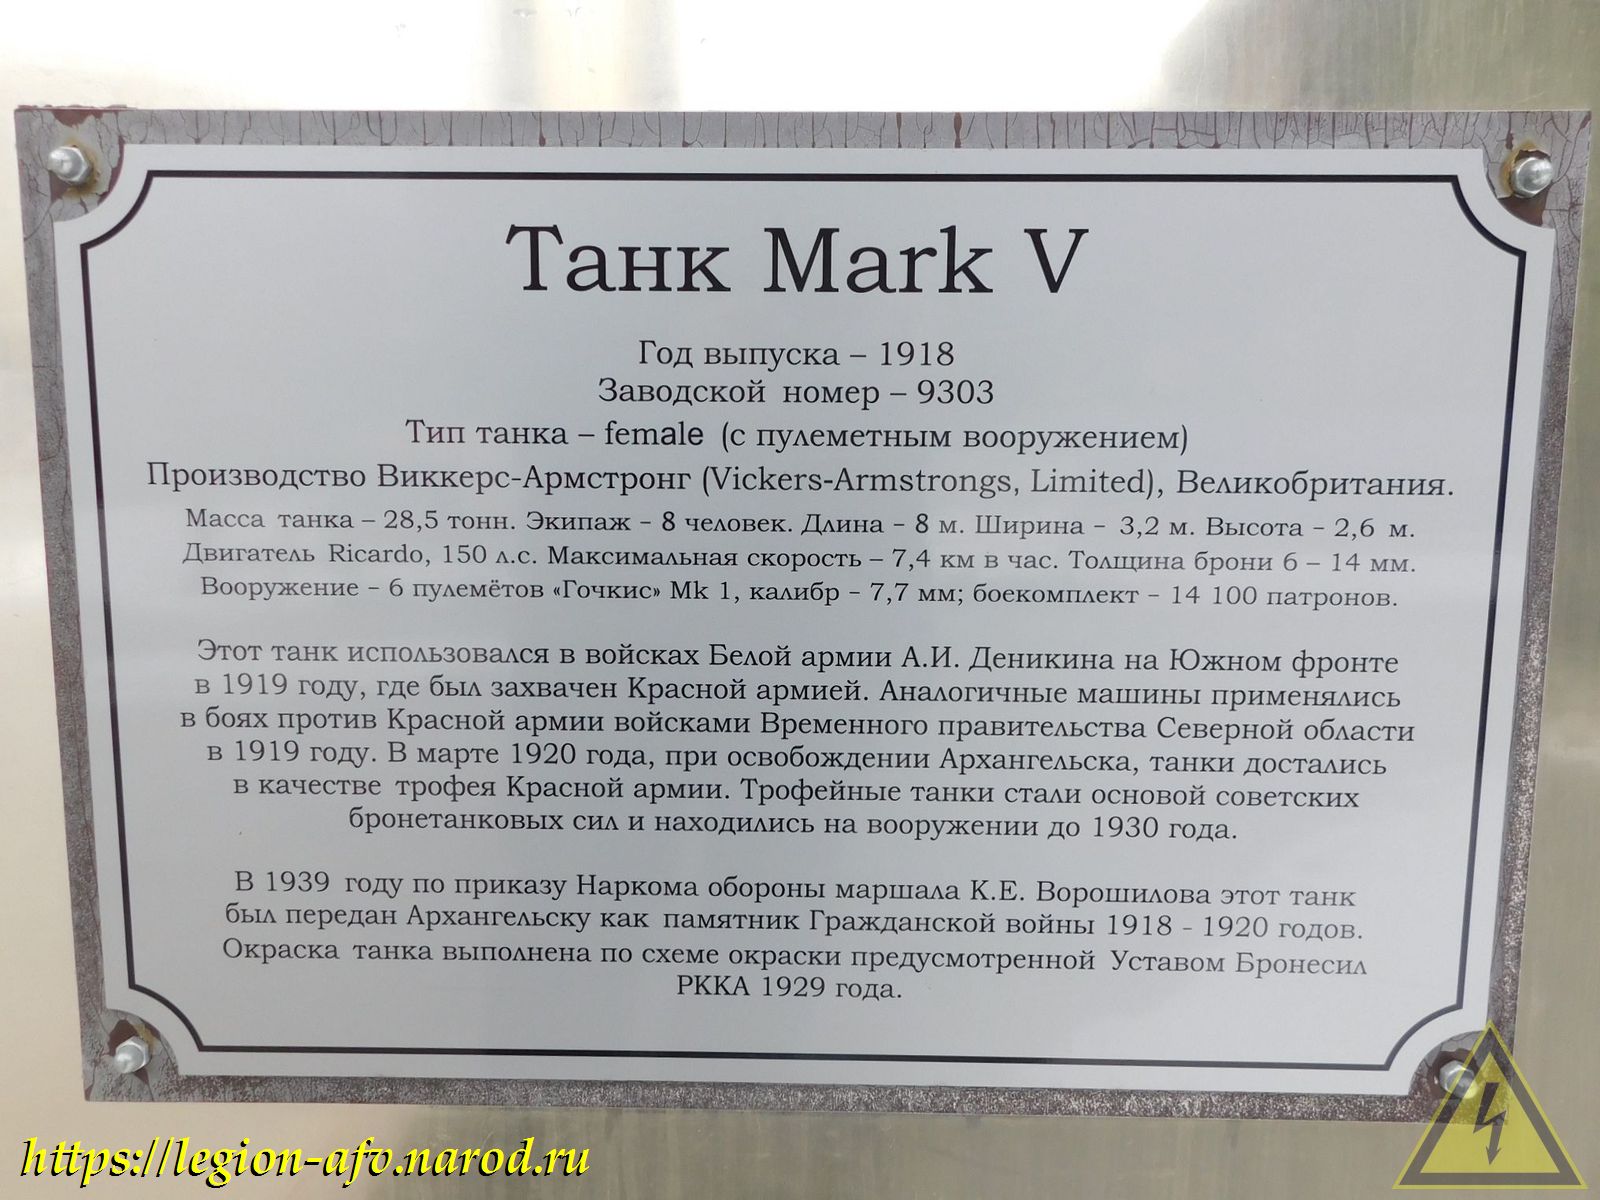 Танк Mark V
Год выпуска – 1918
Заводской номер – 9303
Тип танка – female (с пулеметным вооружением)
Производство Виккерс-Армстронг (Vickers-Armstrongs, Limited), Великобритания.
Масса танка – 28,5 тонн. Экипаж - 8 человек. Длина - 8 м. Ширина - 3,2 м. Высота - 2,6 м.
Двигатель Ricardo, 150 л.с. Максимальная скорость – 7,4 км в час. Толщина брони 6 – 14 мм.
Вооружение - 6 пулемётов «Гочкис» Mk 1, калибр - 7,7 мм; боекомплект - 14 100 патронов.
Этот танк использовался в войсках Белой армии А.И. Деникина на Южном фронте
в 1919 году, где был захвачен Красной армией. Аналогичные машины применялись
в боях против Красной армии войсками Временного правительства Северной области
в 1919 году. В марте 1920 года, при освобождении Архангельска, танки достались
в качестве трофея Красной армии. Трофейные танки стали основой советских
бронетанковых сил и находились на вооружении до 1930 года.
В 1939 году по приказу Наркома обороны маршала К.Е. Ворошилова этот танк
был передан Архангельску как памятник Гражданской войны 1918 - 1920 годов.
Окраска танка выполнена по схеме окраски предусмотренной Уставом Бронесил
РККА 1929 года.
https://legion-afv.narod.ru